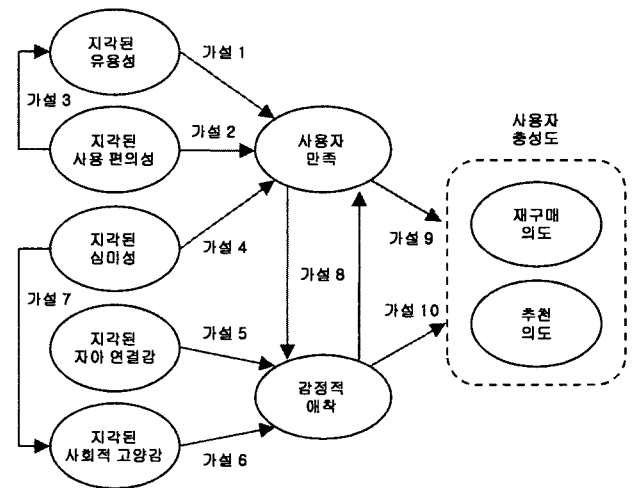 지각된
유용성
가설 1
가설 3
지각된
사용 편의성
가설 2
사용자
만족
사용자
충성도
지각된
심미성
가설 4
가설 9
재구매
의도
가설 7
가설 8
지각된
자아 연결감
가설 5
가설 10
추천
의도
감정적
애착
지각된
사회적 고양감
가설 6